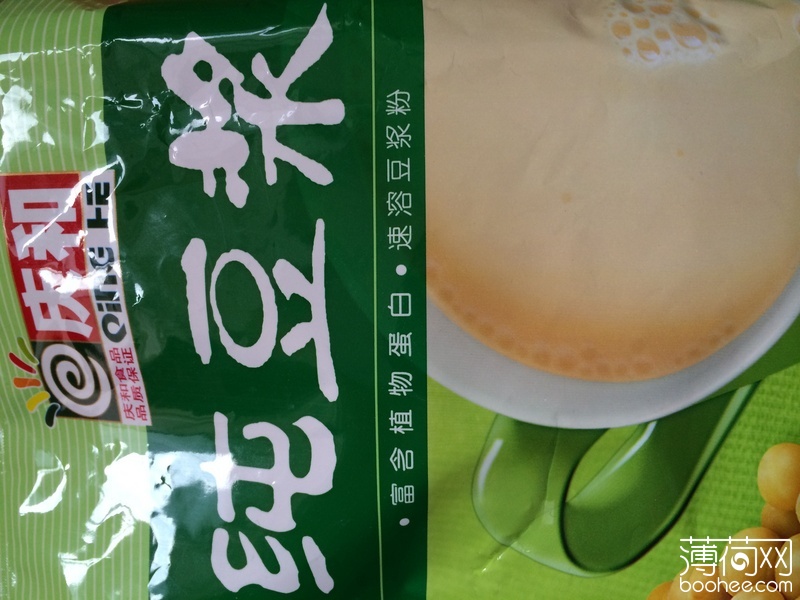 庆和
Qing HE
庆和食品
品质保证
纯豆浆
•富含植物蛋白•速溶豆浆粉
薄荷网
boohee.com